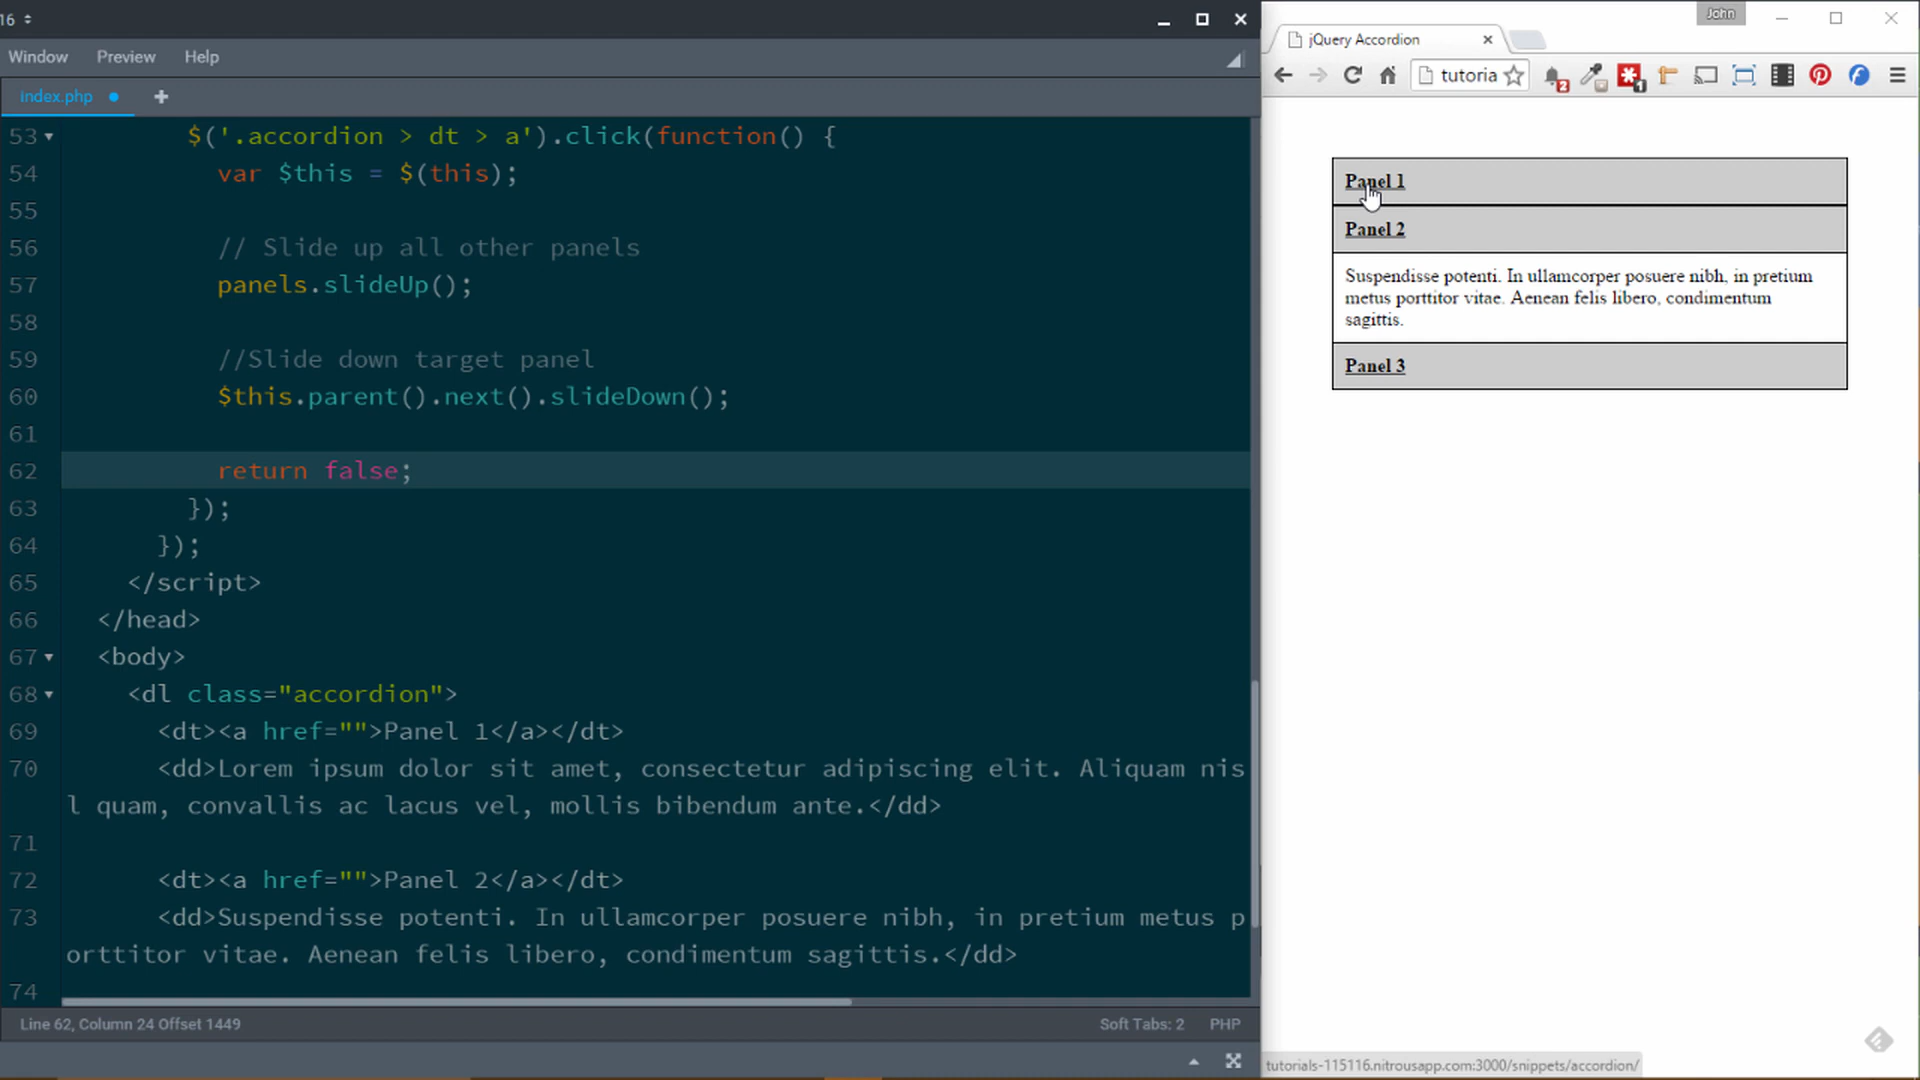 16
Window Preview Help
index.php
53 $('.accordion > dt > a').click(function() {
54 var $this = $(this);
55
56 // Slide up all other panels
57 panels.slideUp();
58
59 //Slide down target panel
60 $this.parent().next().slideDown();
61
62 return false;
63 });
64 });
65 </script>
66 </head>
67 <body>
68 <dl class="accordion">
69 <dt><a href="">Panel 1</a></dt>
70 <dd>Lorem ipsum dolor sit amet, consectetur adipiscing elit. Aliquam nis
l quam, convallis ac lacus vel, mollis bibendum ante.</dd>
71
72 <dt><a href="">Panel 2</a></dt>
73 <dd>Suspendisse potenti. In ullamcorper posuere nibh, in pretium metus p
orttitor vitae. Aenean felis libero, condimentum sagittis.</dd>
74
Line 62, Column 24 Offset 1449 Soft Tabs: 2 PHP
John
jQuery Accordion
tutoria 2 1
Panel 1
Panel 2
Suspendisse potenti. In ullamcorper posuere nibh, in pretium
metus porttitor vitae. Aenean felis libero, condimentum
sagittis.
Panel 3
tutorials-115116.nitrousapp.com:3000/snippets/accordion/